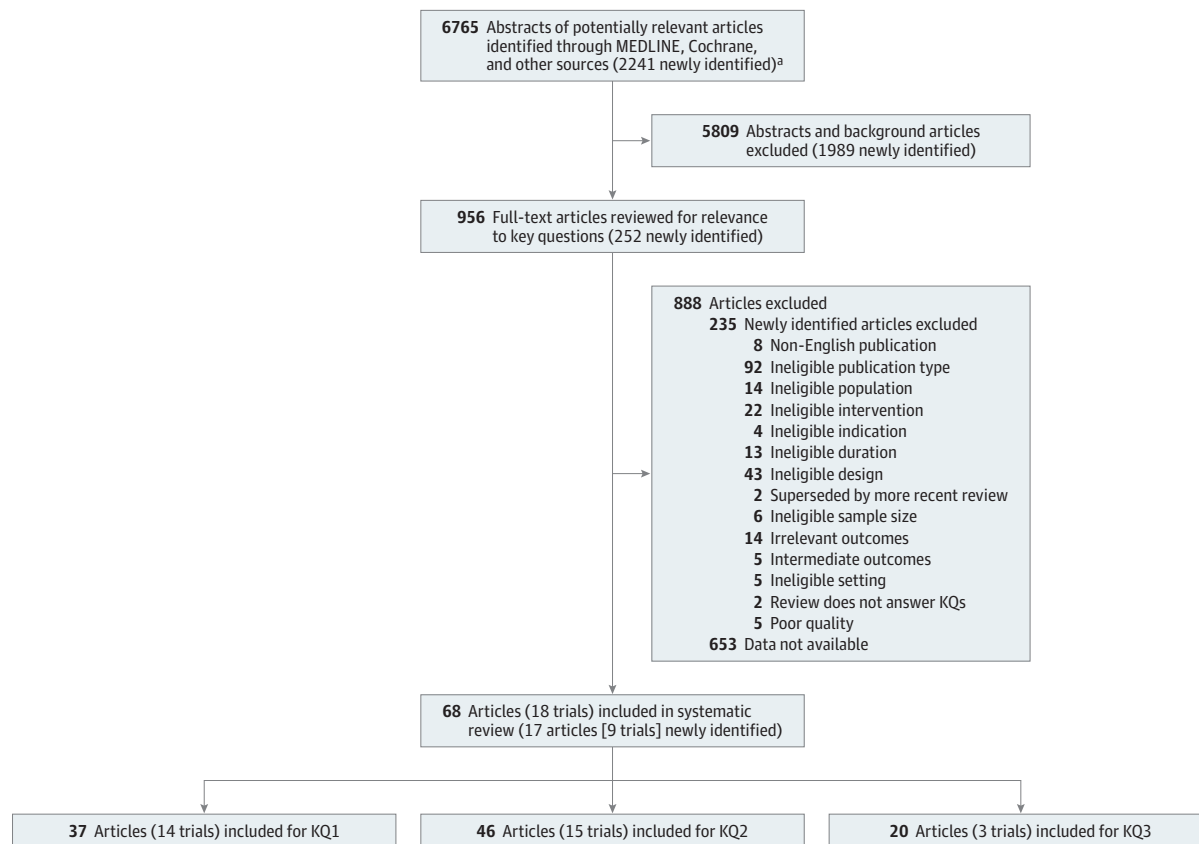 6765 Abstracts of potentially relevant articles
identified through MEDLINE, Cochrane,
and other sources (2241 newly identified)a
5809 Abstracts and background articles
excluded (1989 newly identified)
956 Full-text articles reviewed for relevance
to key questions (252 newly identified)
888 Articles excluded
235 Newly identified articles excluded
8 Non-English publication
92 Ineligible publication type
14 Ineligible population
22 Ineligible intervention
4 Ineligible indication
13 Ineligible duration
43 Ineligible design
2 Superseded by more recent review
6 Ineligible sample size
14 Irrelevant outcomes
5 Intermediate outcomes
5 Ineligible setting
2 Review does not answer KQs
5 Poor quality
653 Data not available
68 Articles (18 trials) included in systematic
review (17 articles [9 trials] newly identified)
37 Articles (14 trials) included for KQ1
46 Articles (15 trials) included for KQ2
20 Articles (3 trials) included for KQ3